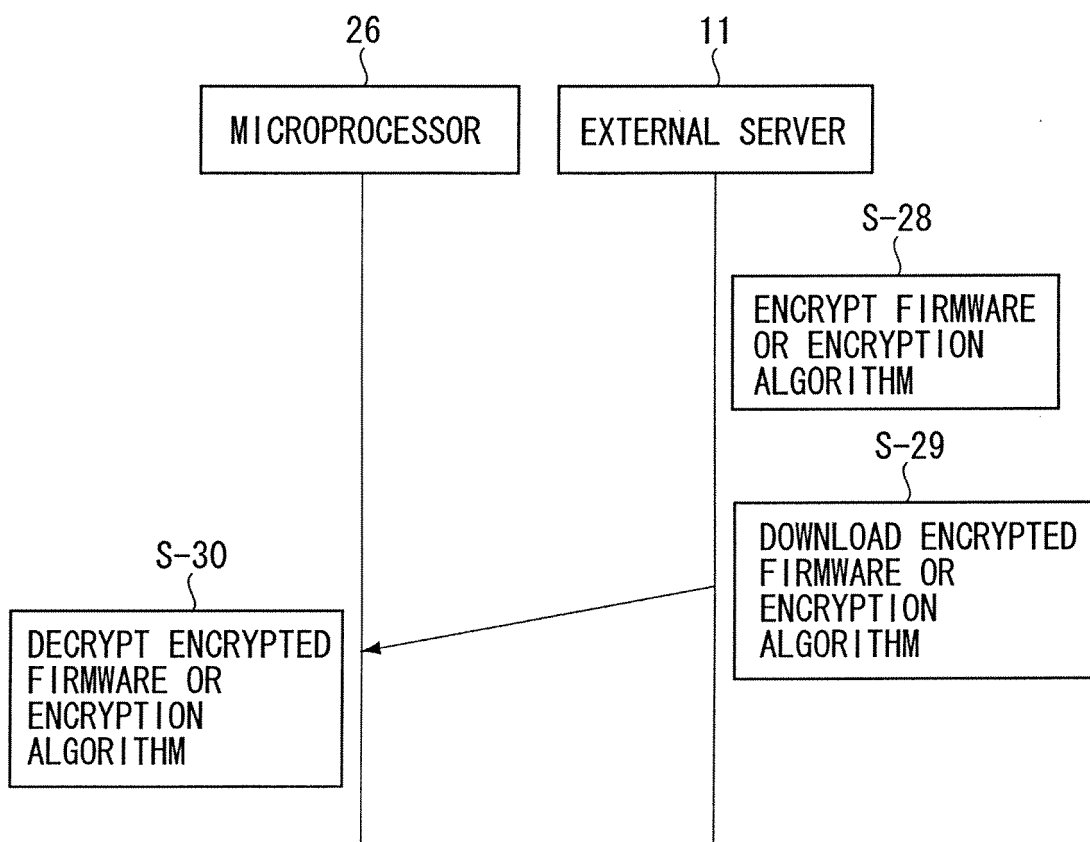 26
11
MICROPROCESSOR
EXTERNAL SERVER
S-28
ENCRYPT FIRMWARE
OR ENCRYPTION
ALGORITHM
S-29
DOWNLOAD ENCRYPTED
FIRMWARE OR
ENCRYPTION
ALGORITHM
S-30
DECRYPT ENCRYPTED
FIRMWARE OR
ENCRYPTION
ALGORITHM